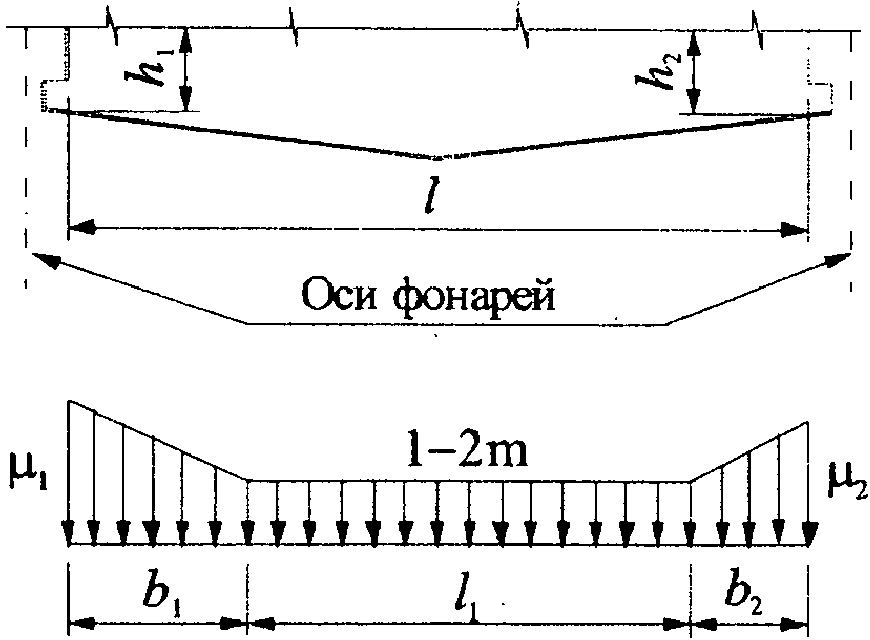 h₁
h₂
l
Оси фонарей
1−2m
μ₁
μ₂
b₁
l₁
b₂